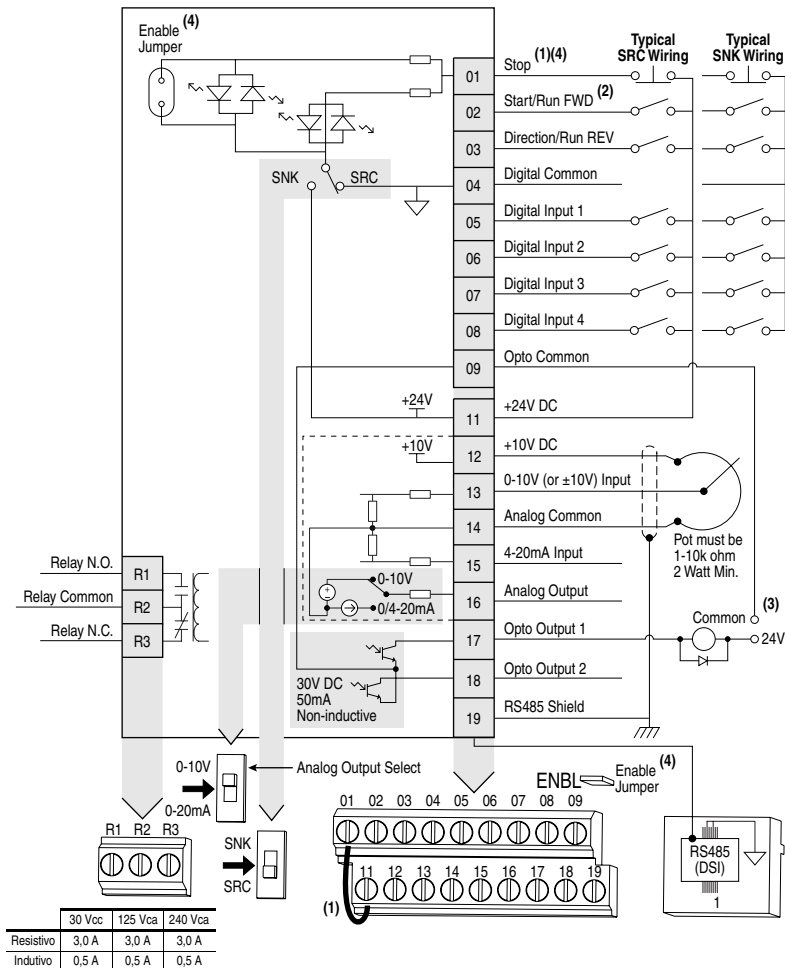 Enable (4)
Jumper
Typical
SRC Wiring
Typical
SNK Wiring
01
Stop (1)(4)
02
Start/Run FWD (2)
03
Direction/Run REV
SNK
SRC
04
Digital Common
05
Digital Input 1
06
Digital Input 2
07
Digital Input 3
08
Digital Input 4
09
Opto Common
+24V
11
+24V DC
+10V
12
+10V DC
13
0-10V (or ±10V) Input
14
Analog Common
Pot must be
1-10k ohm
2 Watt Min.
15
4-20mA Input
0-10V
0/4-20mA
16
Analog Output
Relay N.O.
R1
Relay Common
R2
Relay N.C.
R3
17
Opto Output 1
Common (3)
24V
30V DC
50mA
Non-inductive
18
Opto Output 2
19
RS485 Shield
0-10V
0-20mA
Analog Output Select
ENBL
Enable (4)
Jumper
R1 R2 R3
SNK
SRC
01 02 03 04 05 06 07 08 09
11 12 13 14 15 16 17 18 19
(1)
RS485
(DSI)
1
30 Vcc 125 Vca 240 Vca
Resistivo 3,0 A 3,0 A 3,0 A
Indutivo 0,5 A 0,5 A 0,5 A